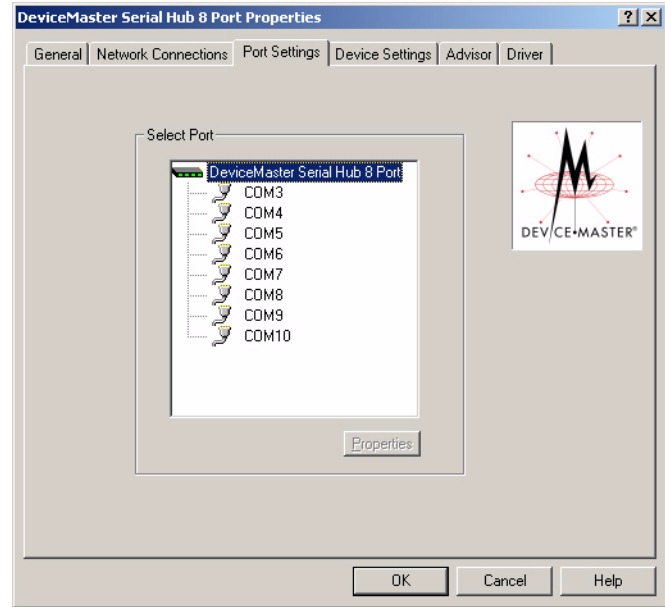 DeviceMaster Serial Hub 8 Port Properties
General Network Connections Port Settings Device Settings Advisor Driver
Select Port
DeviceMaster Serial Hub 8 Port
COM3
COM4
COM5
COM6
COM7
COM8
COM9
COM10
DEVICE•MASTER®
Properties
OK Cancel Help